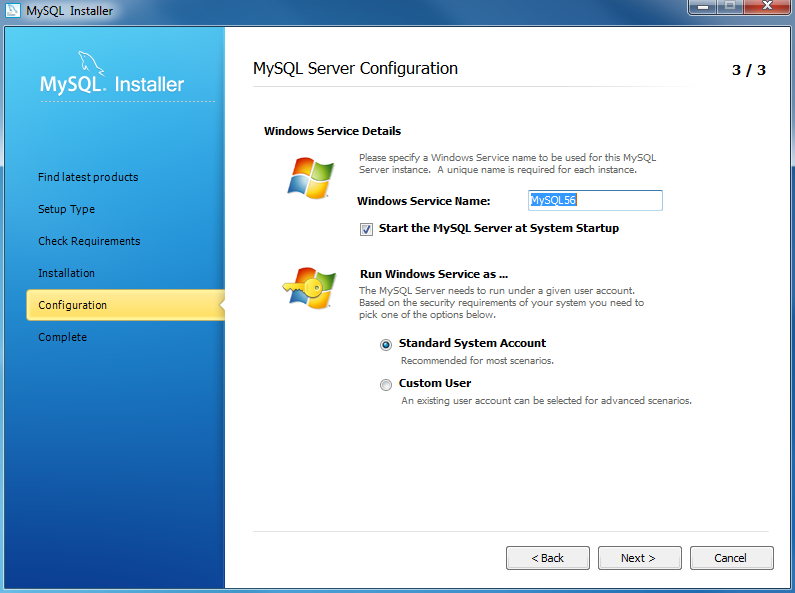 MySQL Installer
MySQL. Installer
Find latest products
Setup Type
Check Requirements
Installation
Configuration
Complete
MySQL Server Configuration
3 / 3
Windows Service Details
Please specify a Windows Service name to be used for this MySQL
Server instance. A unique name is required for each instance.
Windows Service Name:
MySQL56
Start the MySQL Server at System Startup
Run Windows Service as ...
The MySQL Server needs to run under a given user account.
Based on the security requirements of your system you need to
pick one of the options below.
Standard System Account
Recommended for most scenarios.
Custom User
An existing user account can be selected for advanced scenarios.
< Back
Next >
Cancel